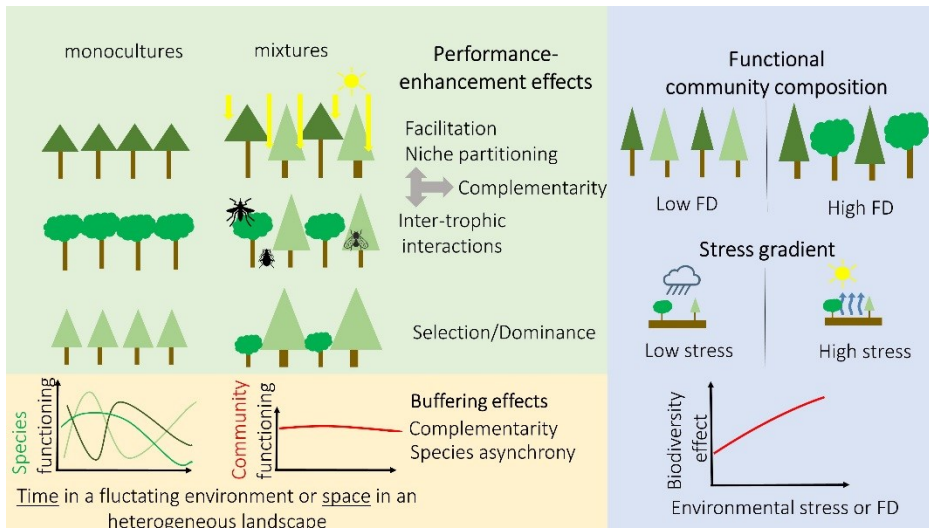 monocultures
mixtures
Performance-
enhancement effects
Facilitation
Niche partitioning
Complementarity
Inter-trophic
interactions
Selection/Dominance
Species
functioning
Community
functioning
Buffering effects
Complementarity
Species asynchrony
Time in a fluctating environment or space in an
heterogeneous landscape
Functional
community composition
Low FD
High FD
Stress gradient
Low stress
High stress
Biodiversity
effect
Environmental stress or FD